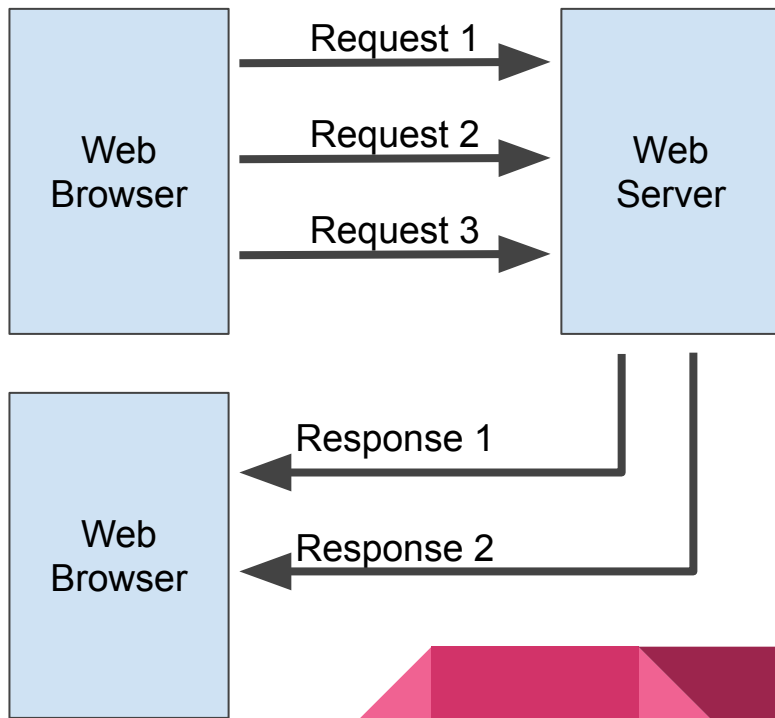 Request 1
Web
Browser
Request 2
Web
Server
Request 3
Response 1
Web
Browser
Response 2